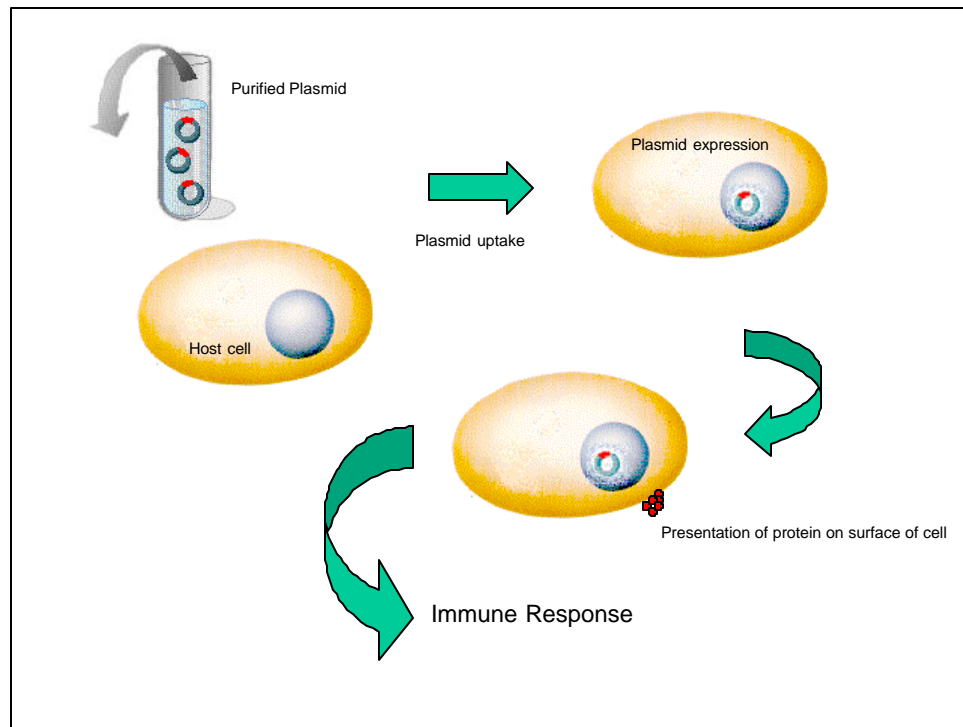 Purified Plasmid
Plasmid expression
Plasmid uptake
Host cell
Presentation of protein on surface of cell
Immune Response